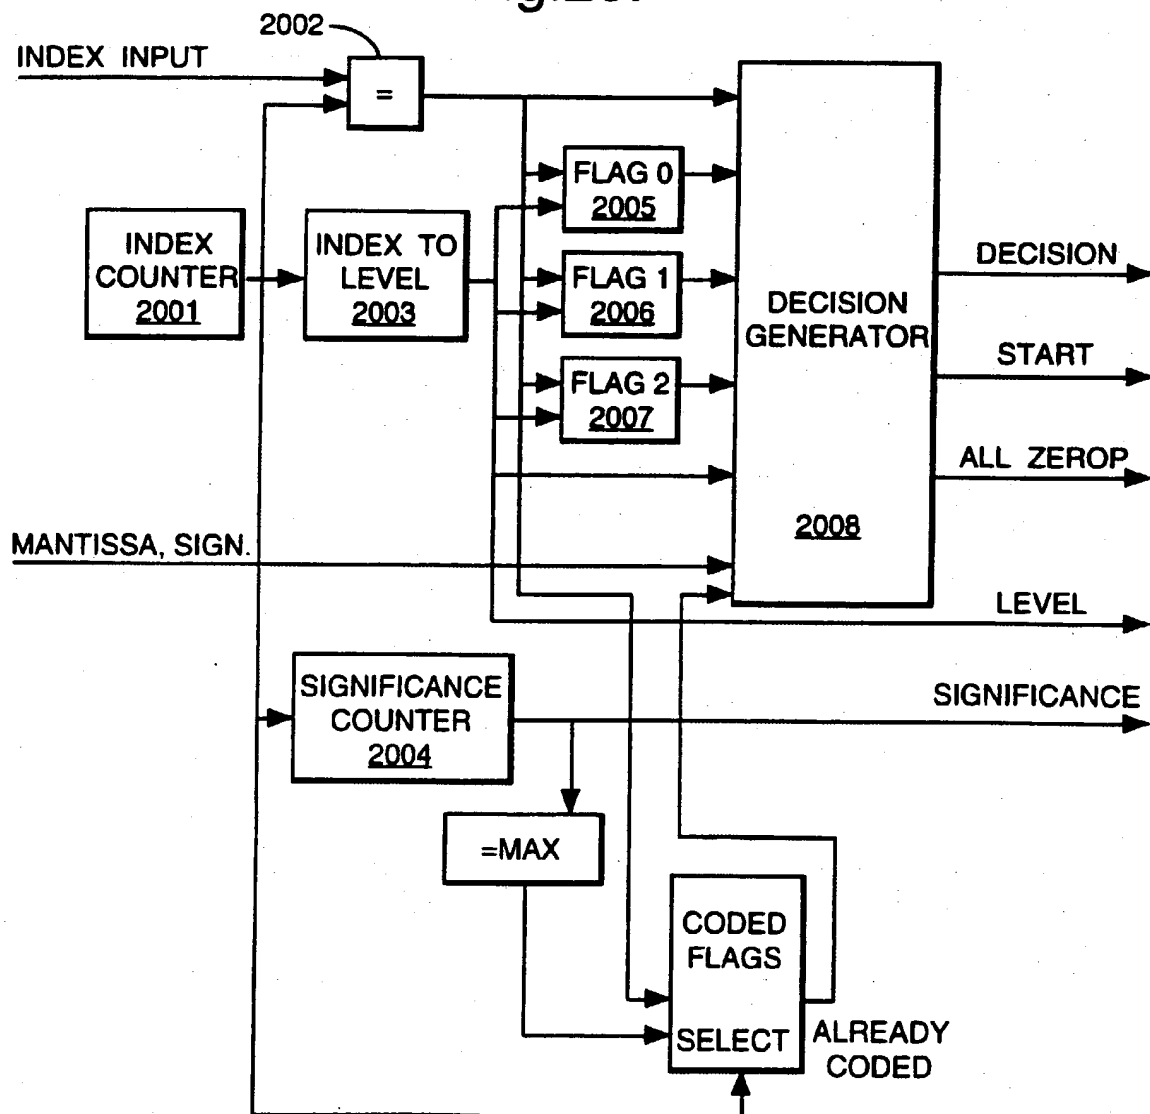 2002
INDEX INPUT
=
FLAG 0
2005
INDEX
COUNTER
2001
INDEX TO
LEVEL
2003
FLAG 1
2006
FLAG 2
2007
DECISION
GENERATOR
2008
DECISION
START
ALL ZEROP
MANTISSA, SIGN.
LEVEL
SIGNIFICANCE
COUNTER
2004
SIGNIFICANCE
=MAX
CODED
FLAGS
SELECT
ALREADY
CODED